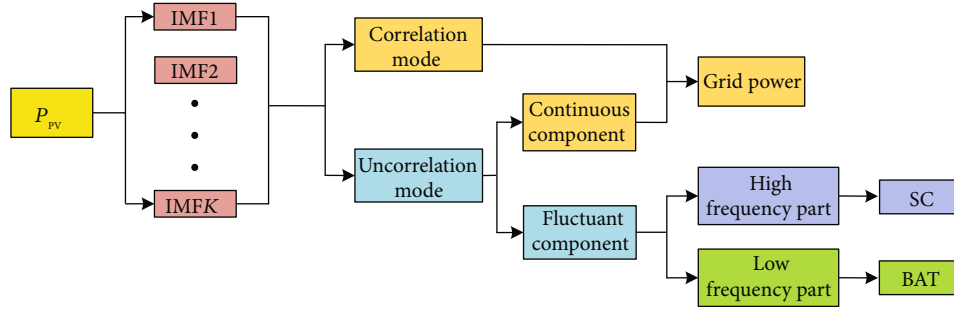 P_PV
IMF1
IMF2
IMFK
Correlation
mode
Uncorrelation
mode
Continuous
component
Fluctuant
component
Grid power
High
frequency part
Low
frequency part
SC
BAT